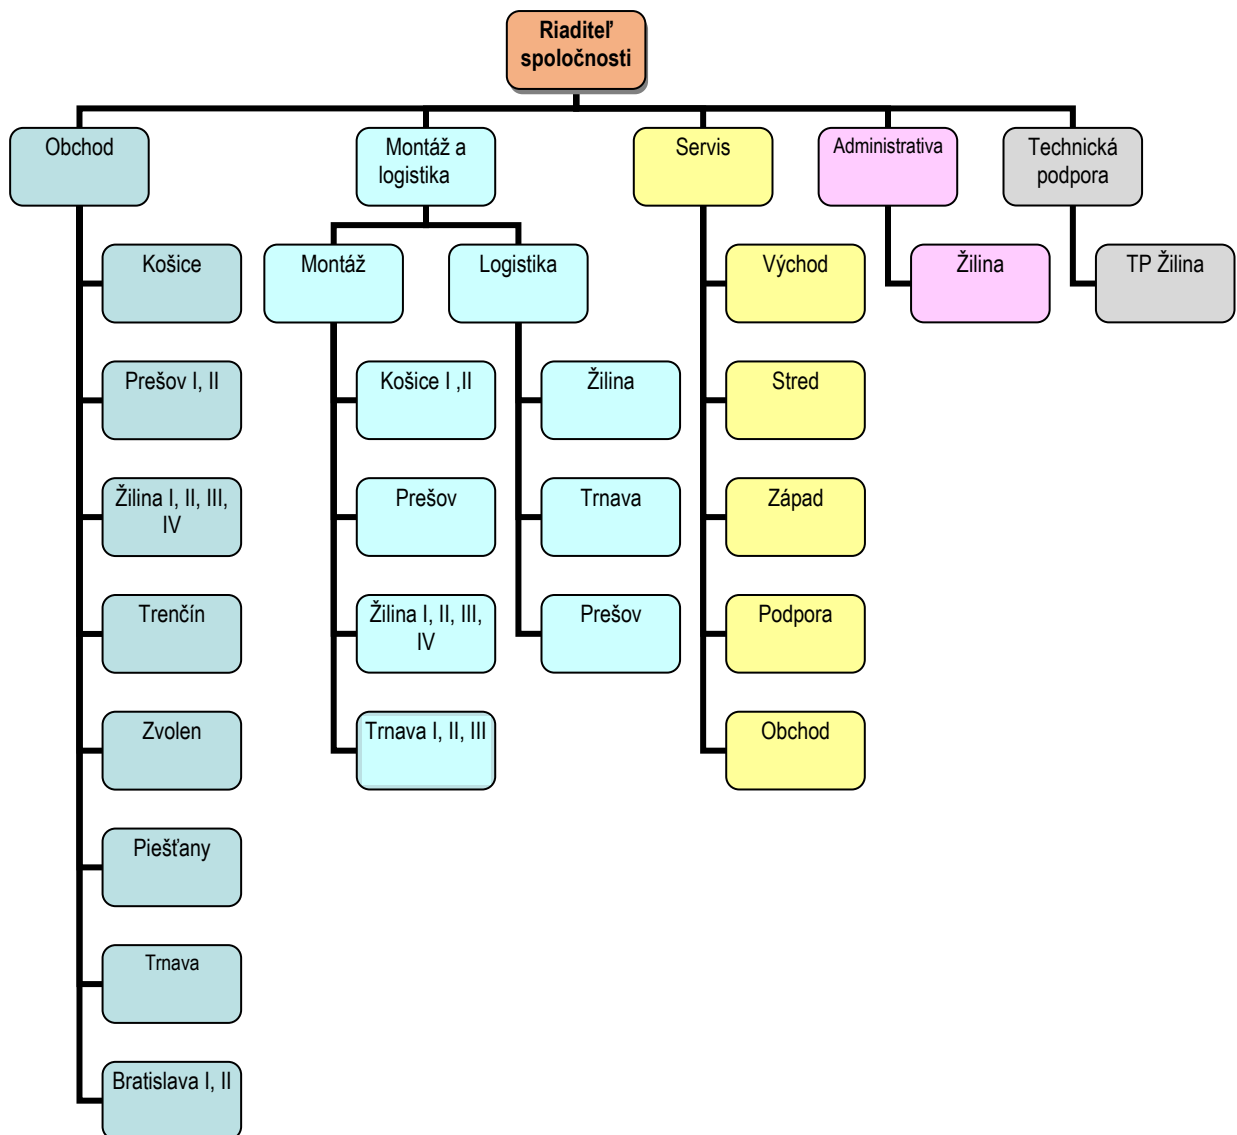 Riaditeľ
spoločnosti
Obchod
Montáž a
logistika
Servis
Administrativa
Technická
podpora
Košice
Montáž
Logistika
Východ
Žilina
TP Žilina
Prešov I, II
Košice I ,II
Žilina
Stred
Žilina I, II, III,
IV
Prešov
Trnava
Západ
Trenčín
Žilina I, II, III,
IV
Prešov
Podpora
Zvolen
Trnava I, II, III
Obchod
Piešťany
Trnava
Bratislava I, II